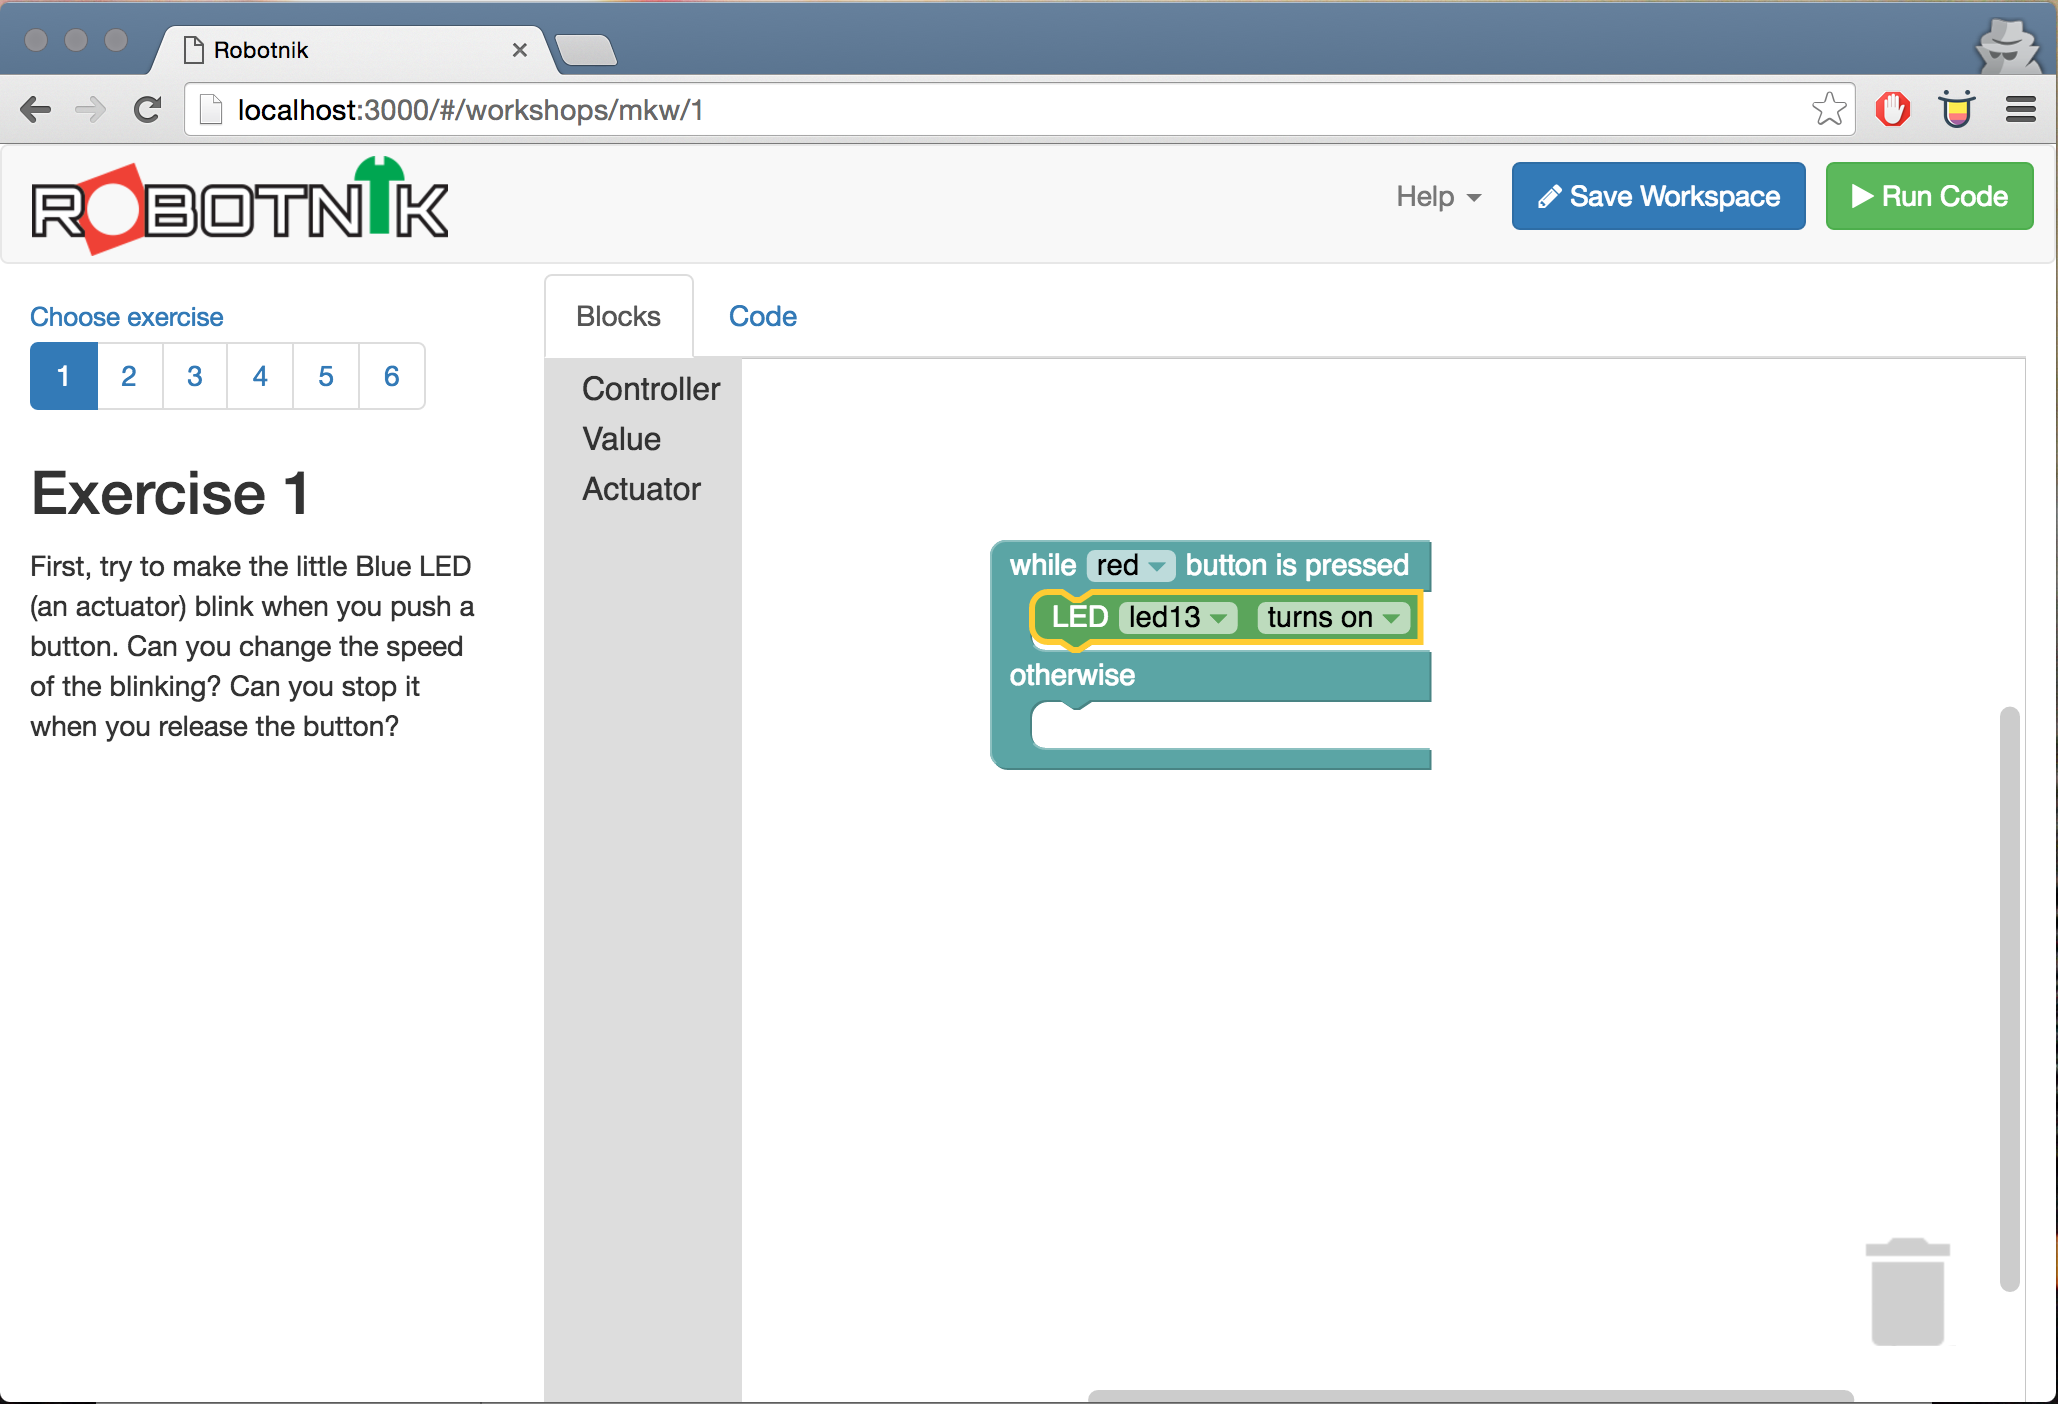 Robotnik
localhost:3000/#/workshops/mkw/1
ROBOTNIK
Help
Save Workspace
Run Code
Choose exercise
1 2 3 4 5 6
Exercise 1
First, try to make the little Blue LED
(an actuator) blink when you push a
button. Can you change the speed
of the blinking? Can you stop it
when you release the button?
Blocks
Code
Controller
Value
Actuator
while red button is pressed
LED led13 turns on
otherwise